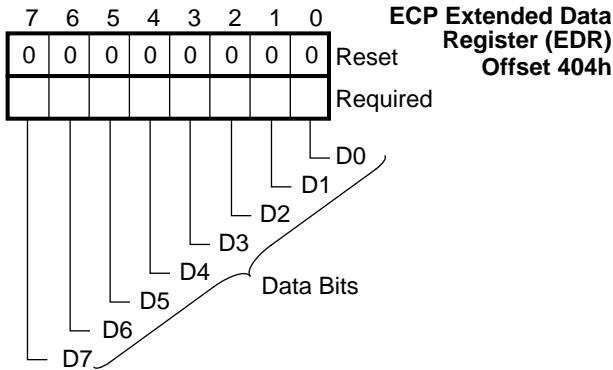 7 6 5 4 3 2 1 0
ECP Extended Data
Register (EDR)
Offset 404h
0 0 0 0 0 0 0 0 Reset
Required
D0
D1
D2
D3
D4
Data Bits
D5
D6
D7